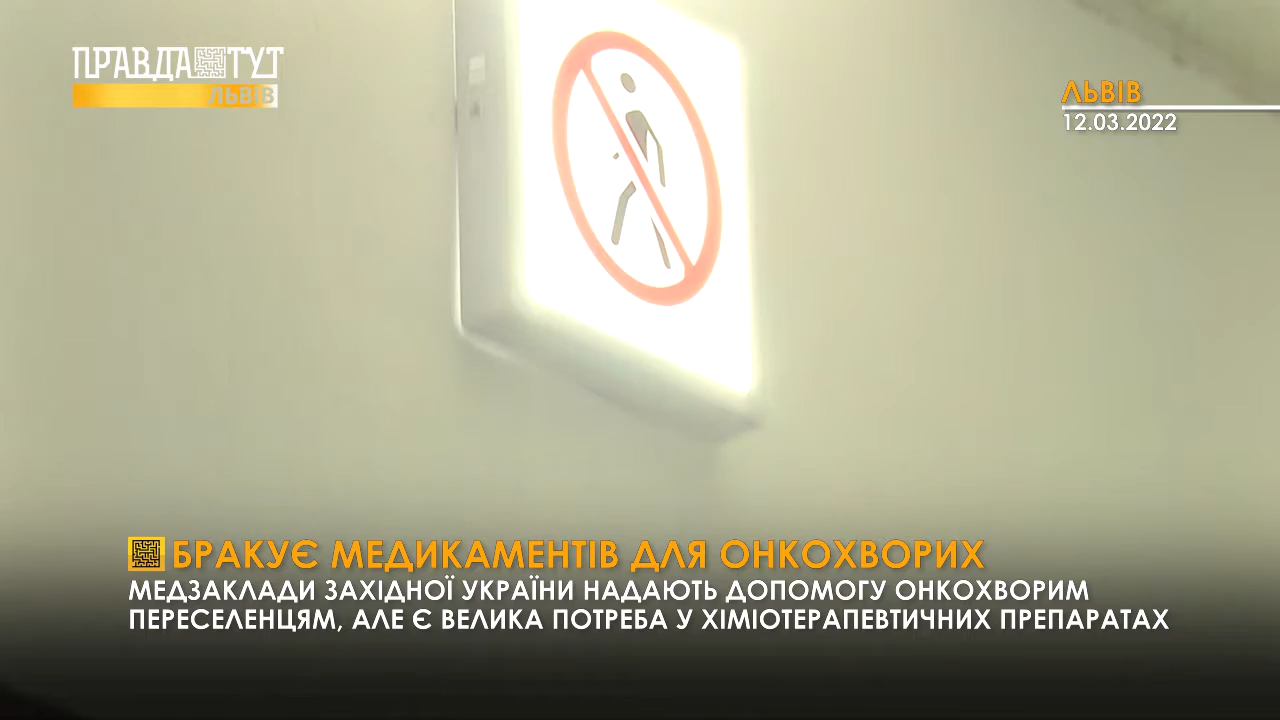 ПРАВДА ТУТ
ЛЬВІВ
ЛЬВІВ
12.03.2022
БРАКУЄ МЕДИКАМЕНТІВ ДЛЯ ОНКОХВОРИХ
МЕДЗАКЛАДИ ЗАХІДНОЇ УКРАЇНИ НАДАЮТЬ ДОПОМОГУ ОНКОХВОРИМ
ПЕРЕСЕЛЕНЦЯМ, АЛЕ Є ВЕЛИКА ПОТРЕБА У ХІМІОТЕРАПЕВТИЧНИХ ПРЕПАРАТАХ